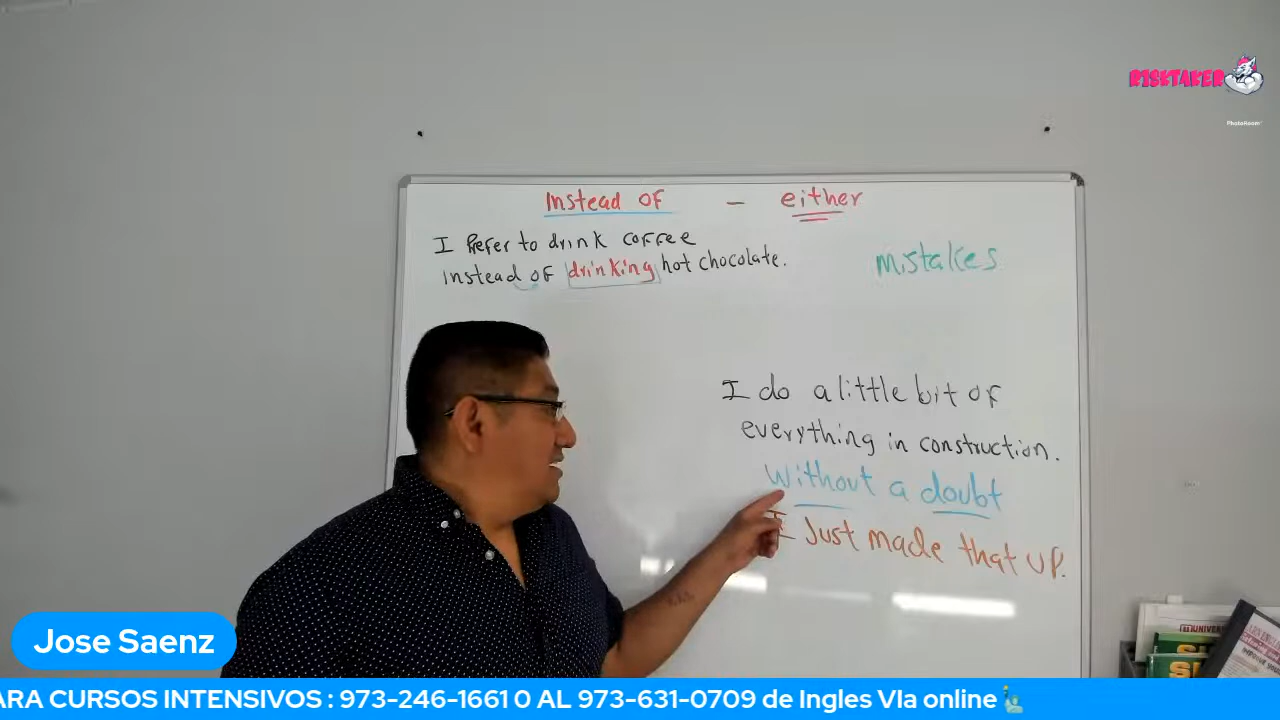 RISKTAKER
PhotoRoom
Instead of - either
I Prefer to drink coffee
instead of drinking hot chocolate.
mistakes
I do a little bit of
everything in construction.
without a doubt
I Just made that up.
Jose Saenz
ARA CURSOS INTENSIVOS : 973-246-1661 0 AL 973-631-0709 de Ingles VIa online